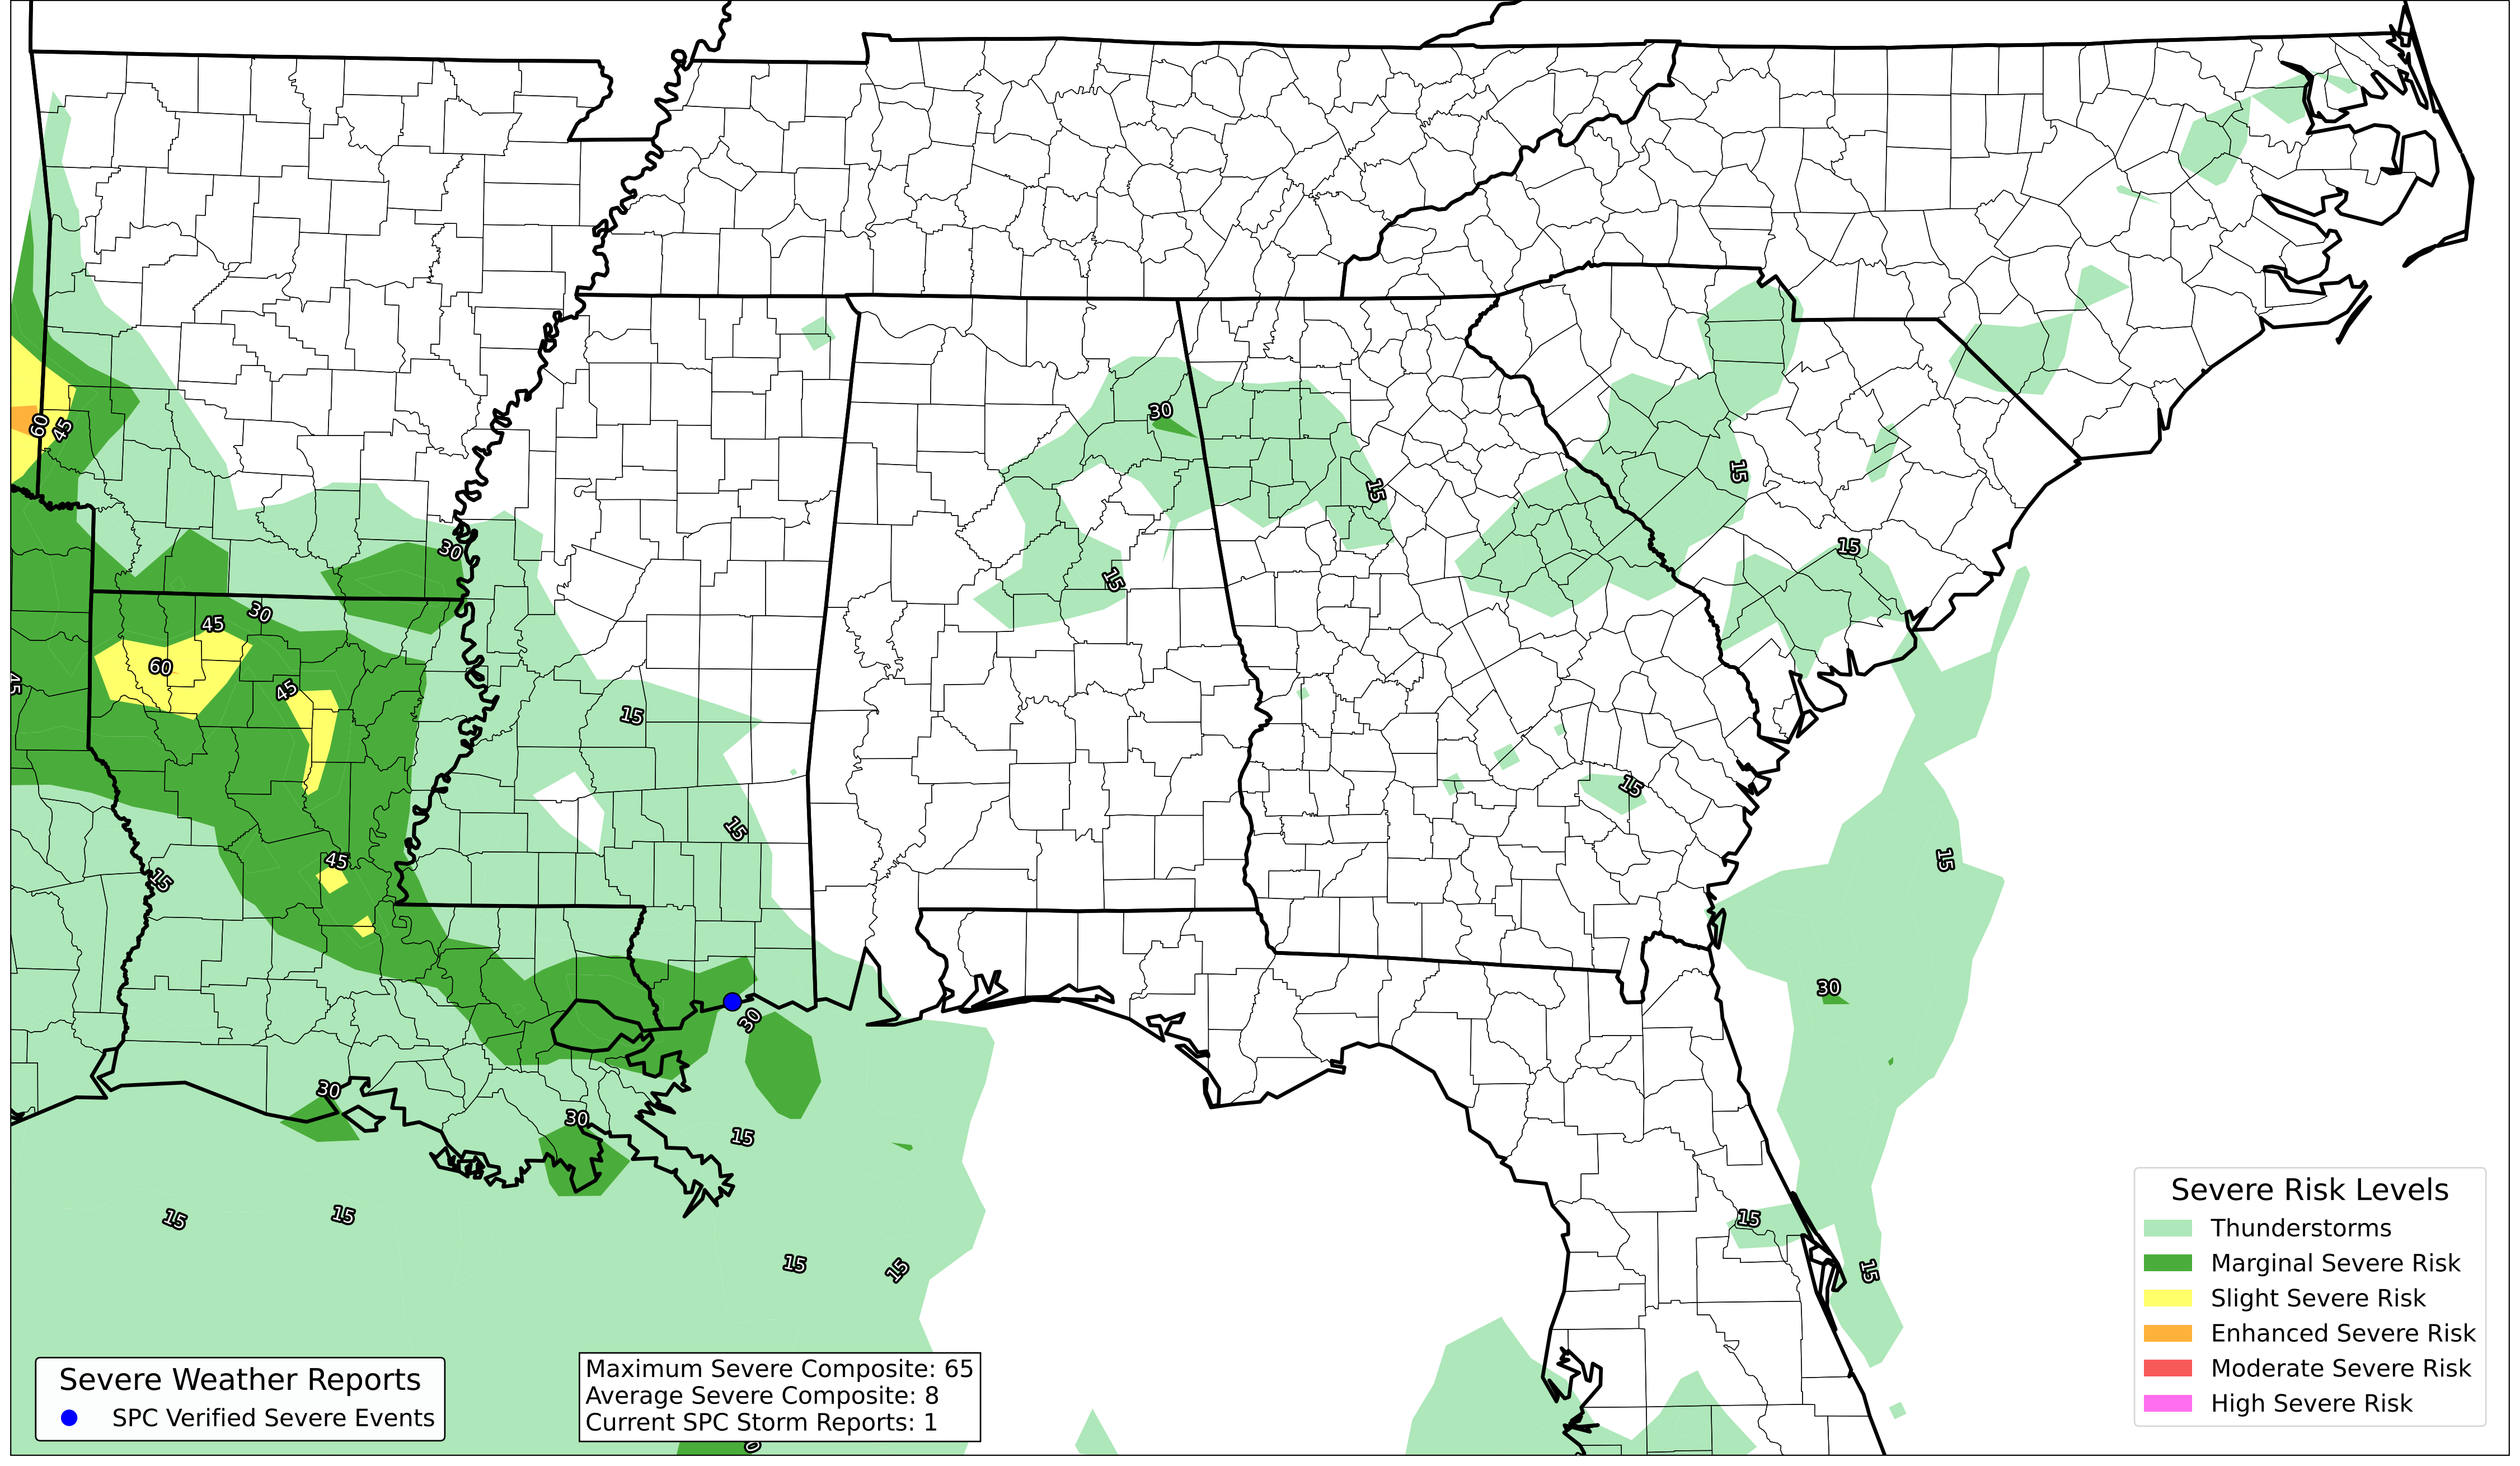 30
60
45
15
15
30
15
15
30
45
30
60
45
45
15
15
15
15
45
15
15
30
30
30
30
15
15
15
15
15
15
15
Severe Risk Levels
Thunderstorms
Marginal Severe Risk
Slight Severe Risk
Enhanced Severe Risk
Moderate Severe Risk
High Severe Risk
Severe Weather Reports
SPC Verified Severe Events
Maximum Severe Composite: 65
Average Severe Composite: 8
Current SPC Storm Reports: 1